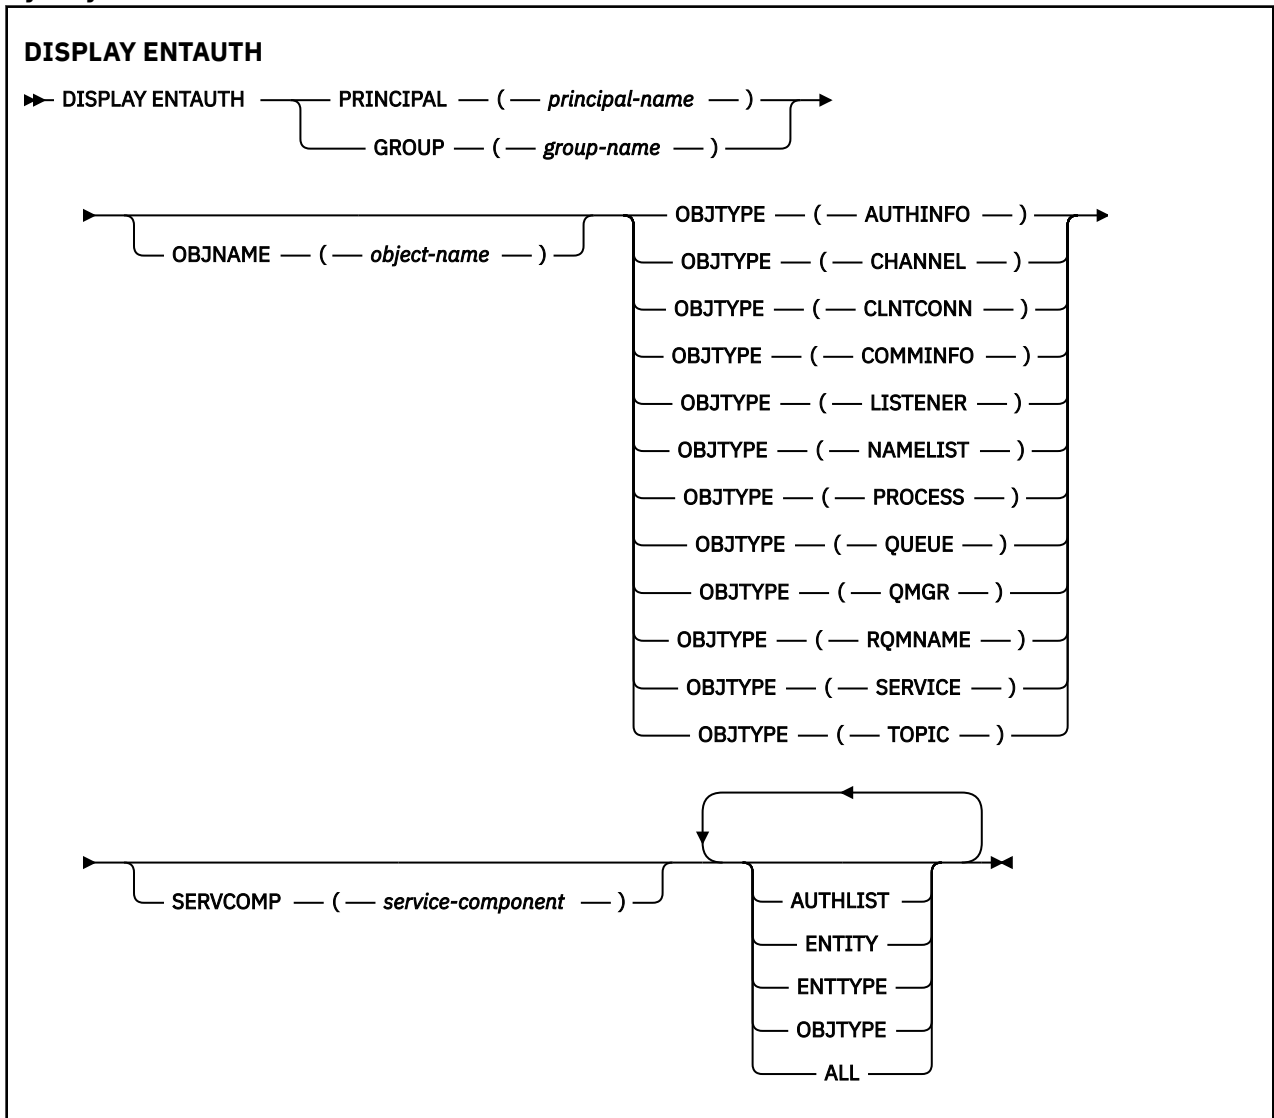 DISPLAY ENTAUTH
DISPLAY ENTAUTH PRINCIPAL ( principal-name )
GROUP ( group-name )
OBJTYPE ( AUTHINFO )
OBJNAME ( object-name )
OBJTYPE ( CHANNEL )
OBJTYPE ( CLNTCONN )
OBJTYPE ( COMMINFO )
OBJTYPE ( LISTENER )
OBJTYPE ( NAMELIST )
OBJTYPE ( PROCESS )
OBJTYPE ( QUEUE )
OBJTYPE ( QMGR )
OBJTYPE ( RQMNAME )
OBJTYPE ( SERVICE )
OBJTYPE ( TOPIC )
SERVCOMP ( service-component )
AUTHLIST
ENTITY
ENTTYPE
OBJTYPE
ALL